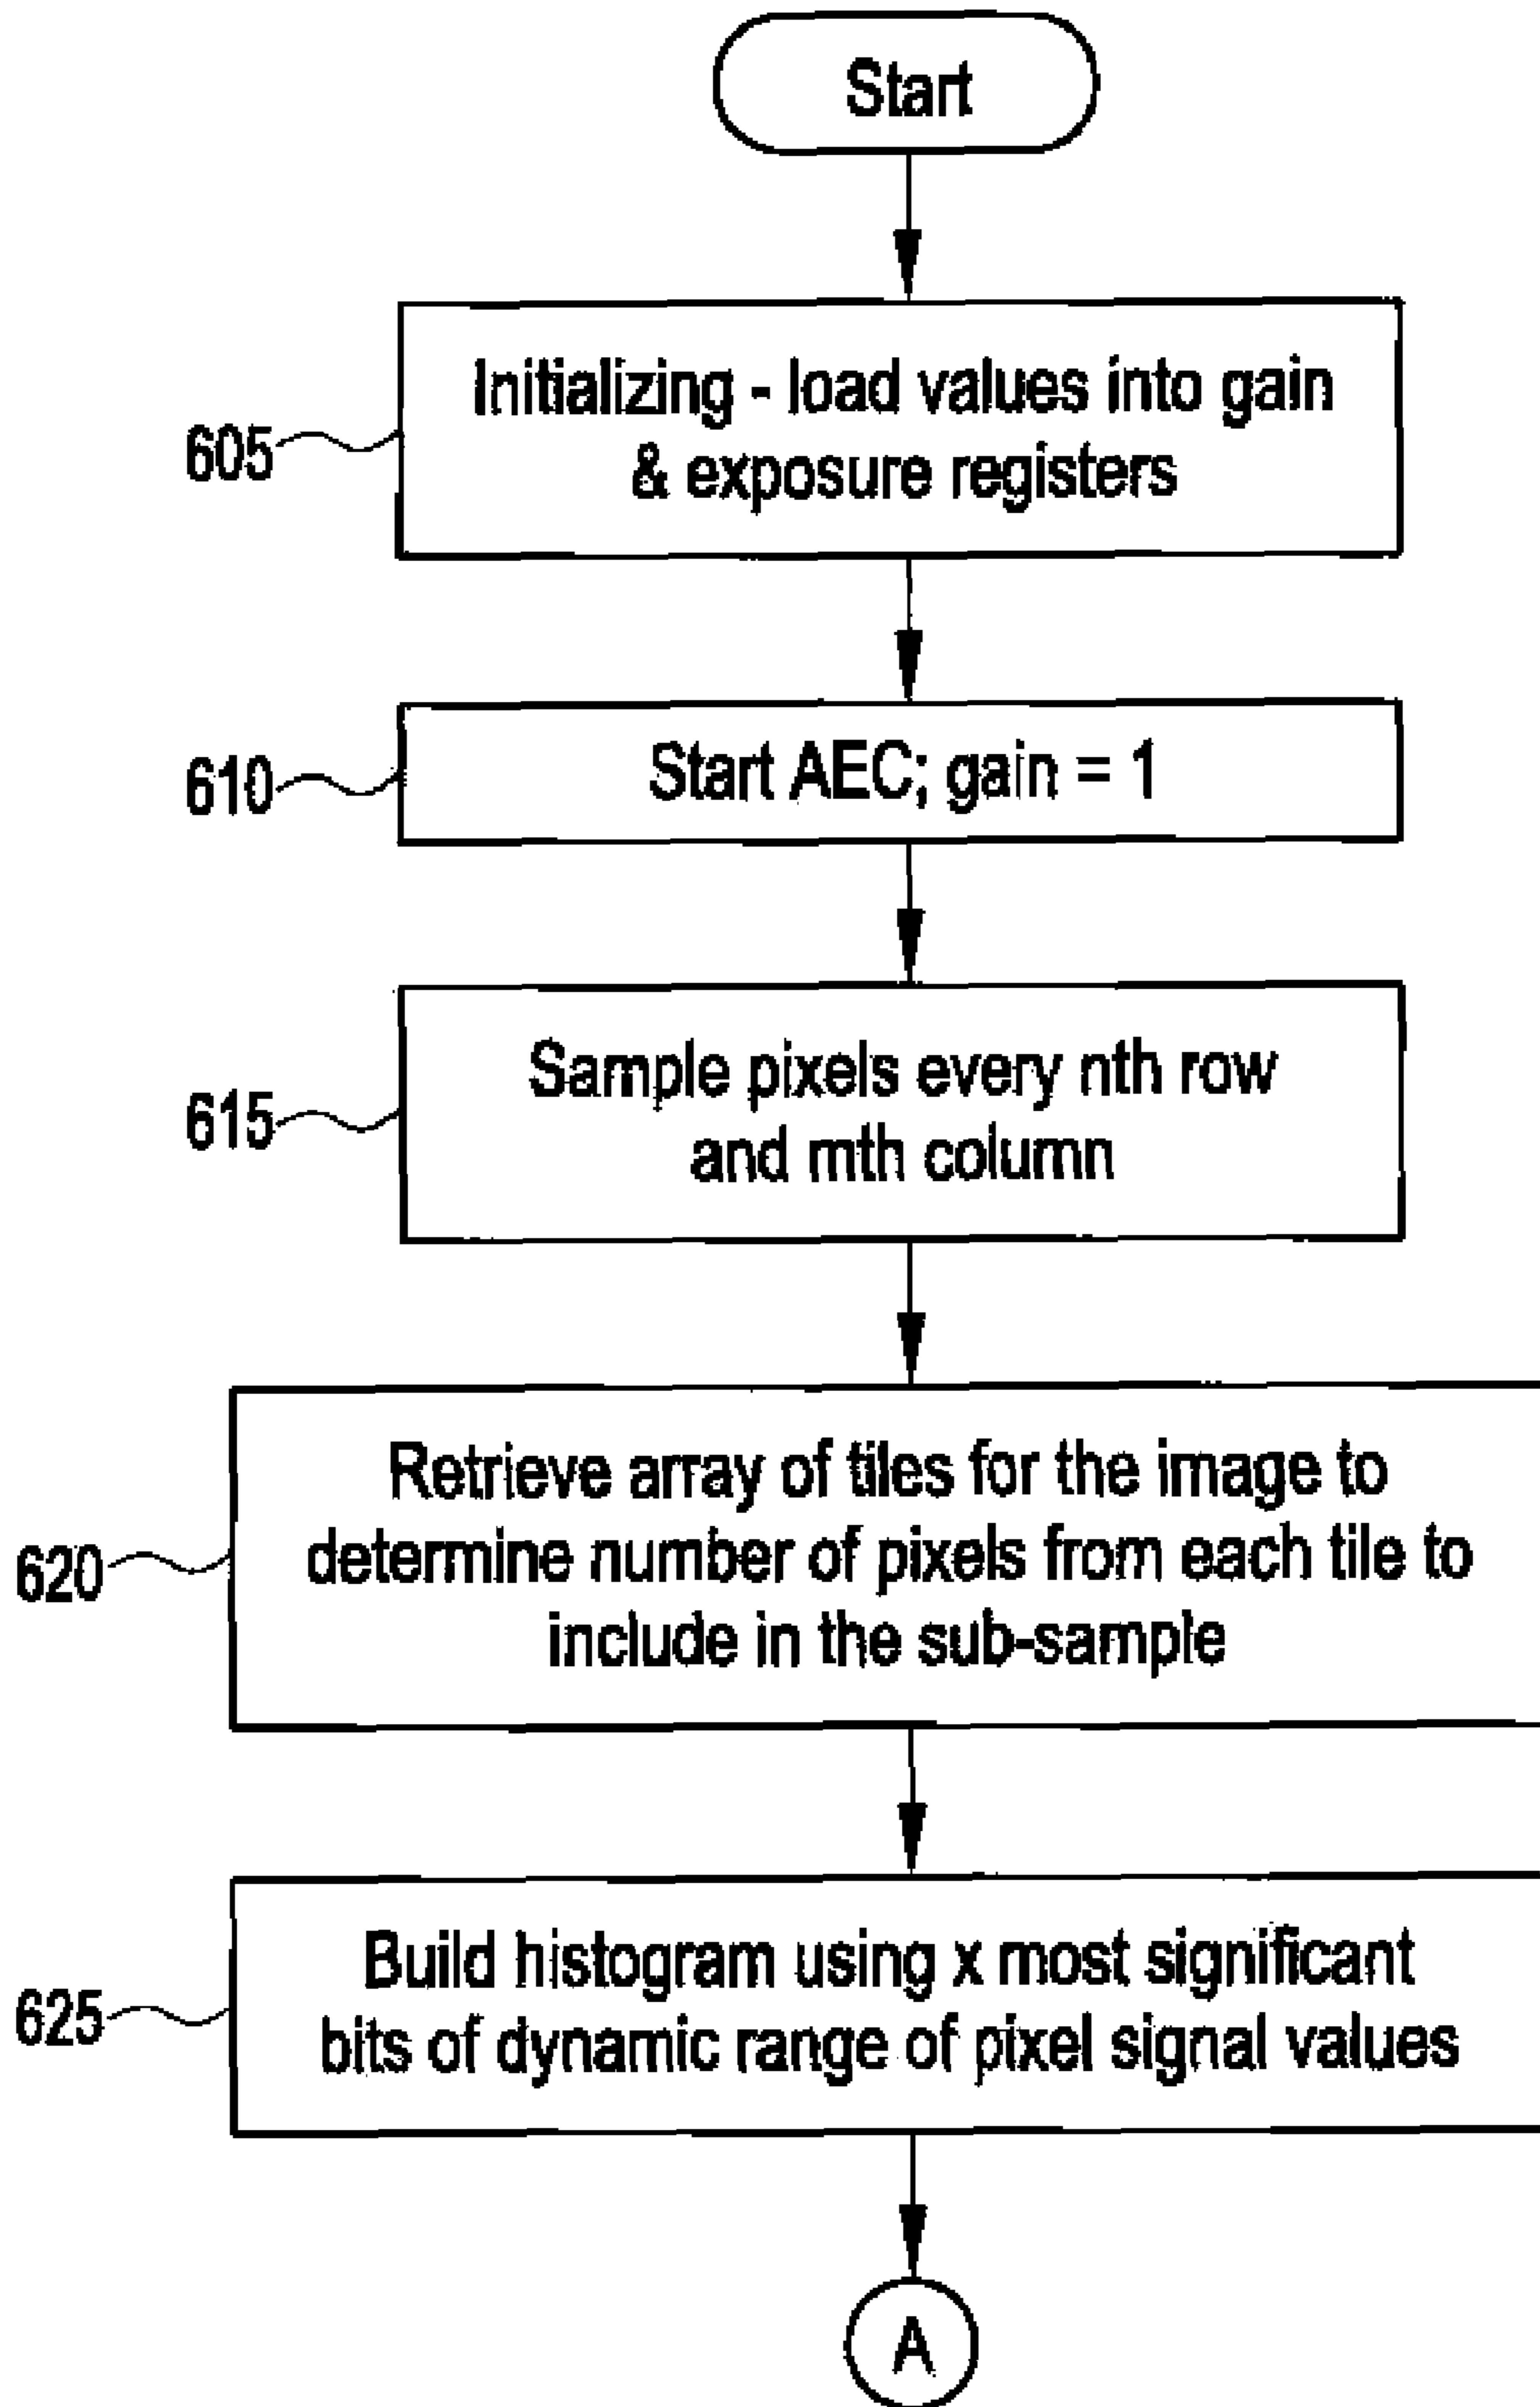 Start
605
Initializing - load values into gain
& exposure registers
610
Start AEC; gain = 1
615
Sample pixels every nth row
and mth column
620
Retrieve array of tiles for the image to
determine number of pixels from each tile to
include in the sub-sample
625
Build histogram using x most significant
bits of dynamic range of pixel signal values
A